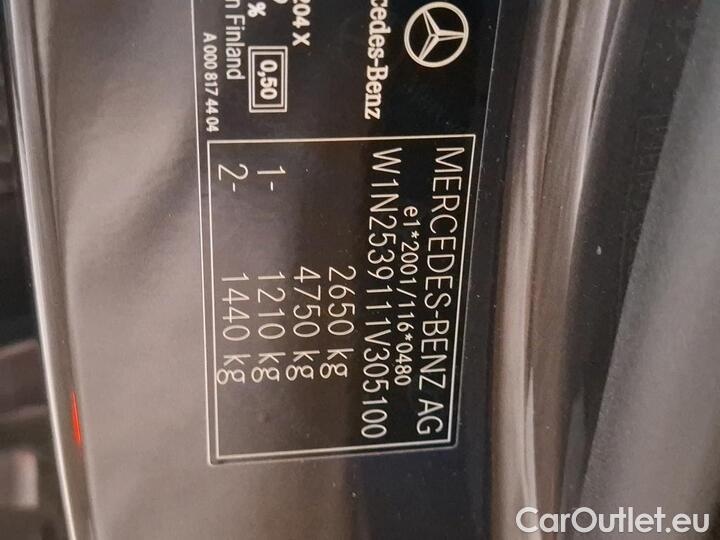 Mercedes-Benz
204 X
%
n Finland
0,50
A 000 817 44 04
MERCEDES-BENZ AG
e1*2001/116*0480
W1N2539111V305100
2650 kg
4750 kg
1- 1210 kg
2- 1440 kg
CarOutlet.eu